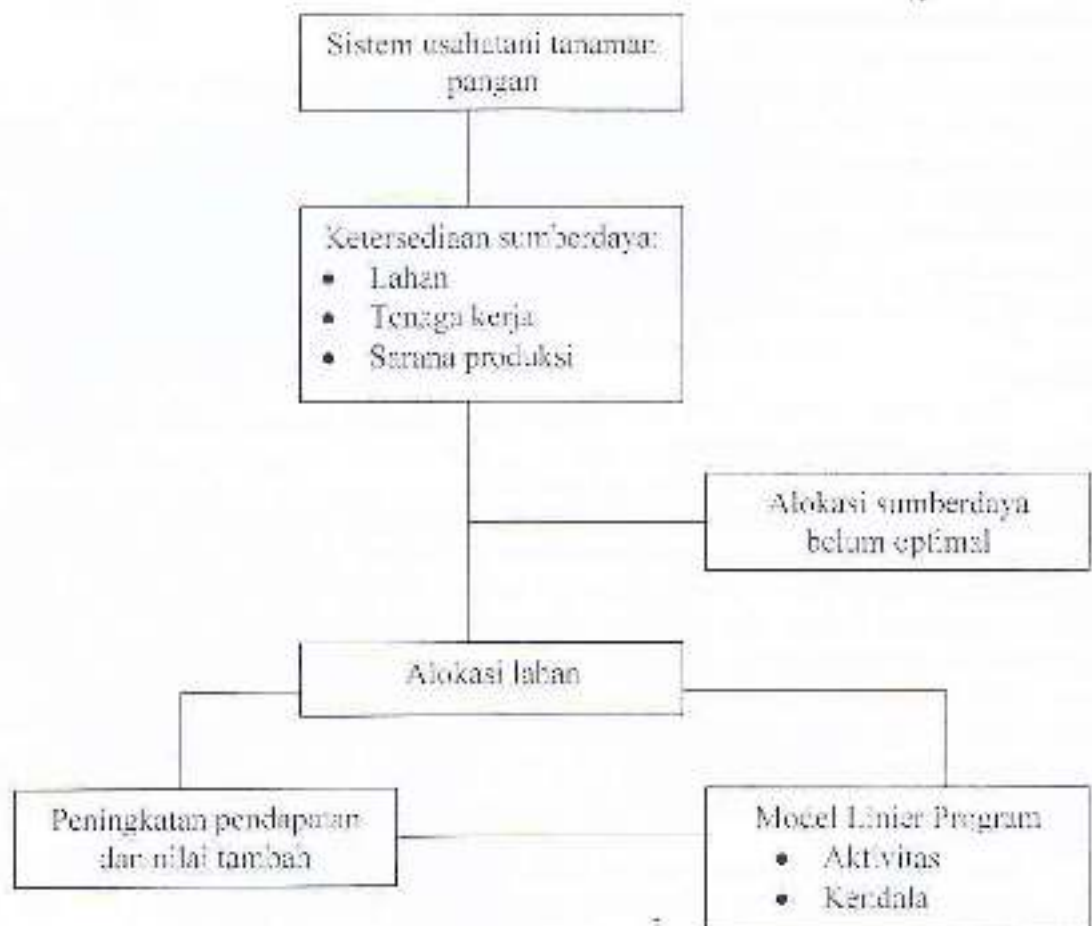 Sistem usahatani tanaman
pangan
Ketersediaan sumberdaya:
• Lahan
• Tenaga kerja
• Sarana produksi
Alokasi sumberdaya
belum optimal
Alokasi lahan
Peningkatan pendapatan
dan nilai tambah
Model Linier Program
• Aktivitas
• Kendala